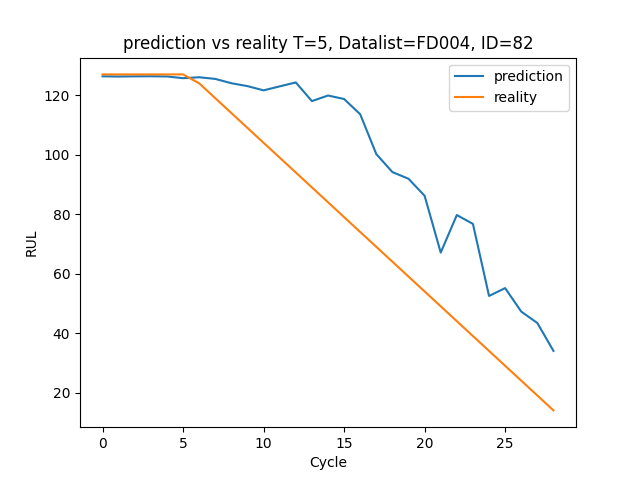 prediction vs reality T=5, Datalist=FD004, ID=82
prediction
reality
RUL
120
100
80
60
40
20
0 5 10 15 20 25
Cycle